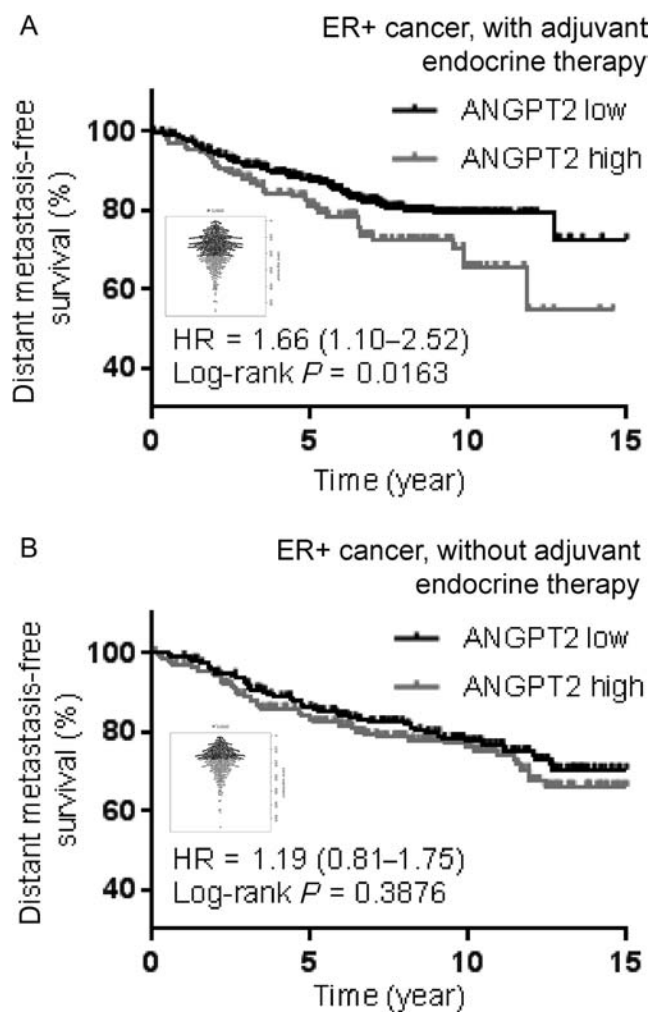 A
ER+ cancer, with adjuvant
endocrine therapy
ANGPT2 low
ANGPT2 high
Distant metastasis-free
survival (%)
100
80
60
40
HR = 1.66 (1.10–2.52)
Log-rank P = 0.0163
0
5
10
15
Time (year)
B
ER+ cancer, without adjuvant
endocrine therapy
ANGPT2 low
ANGPT2 high
Distant metastasis-free
survival (%)
100
80
60
40
HR = 1.19 (0.81–1.75)
Log-rank P = 0.3876
0
5
10
15
Time (year)